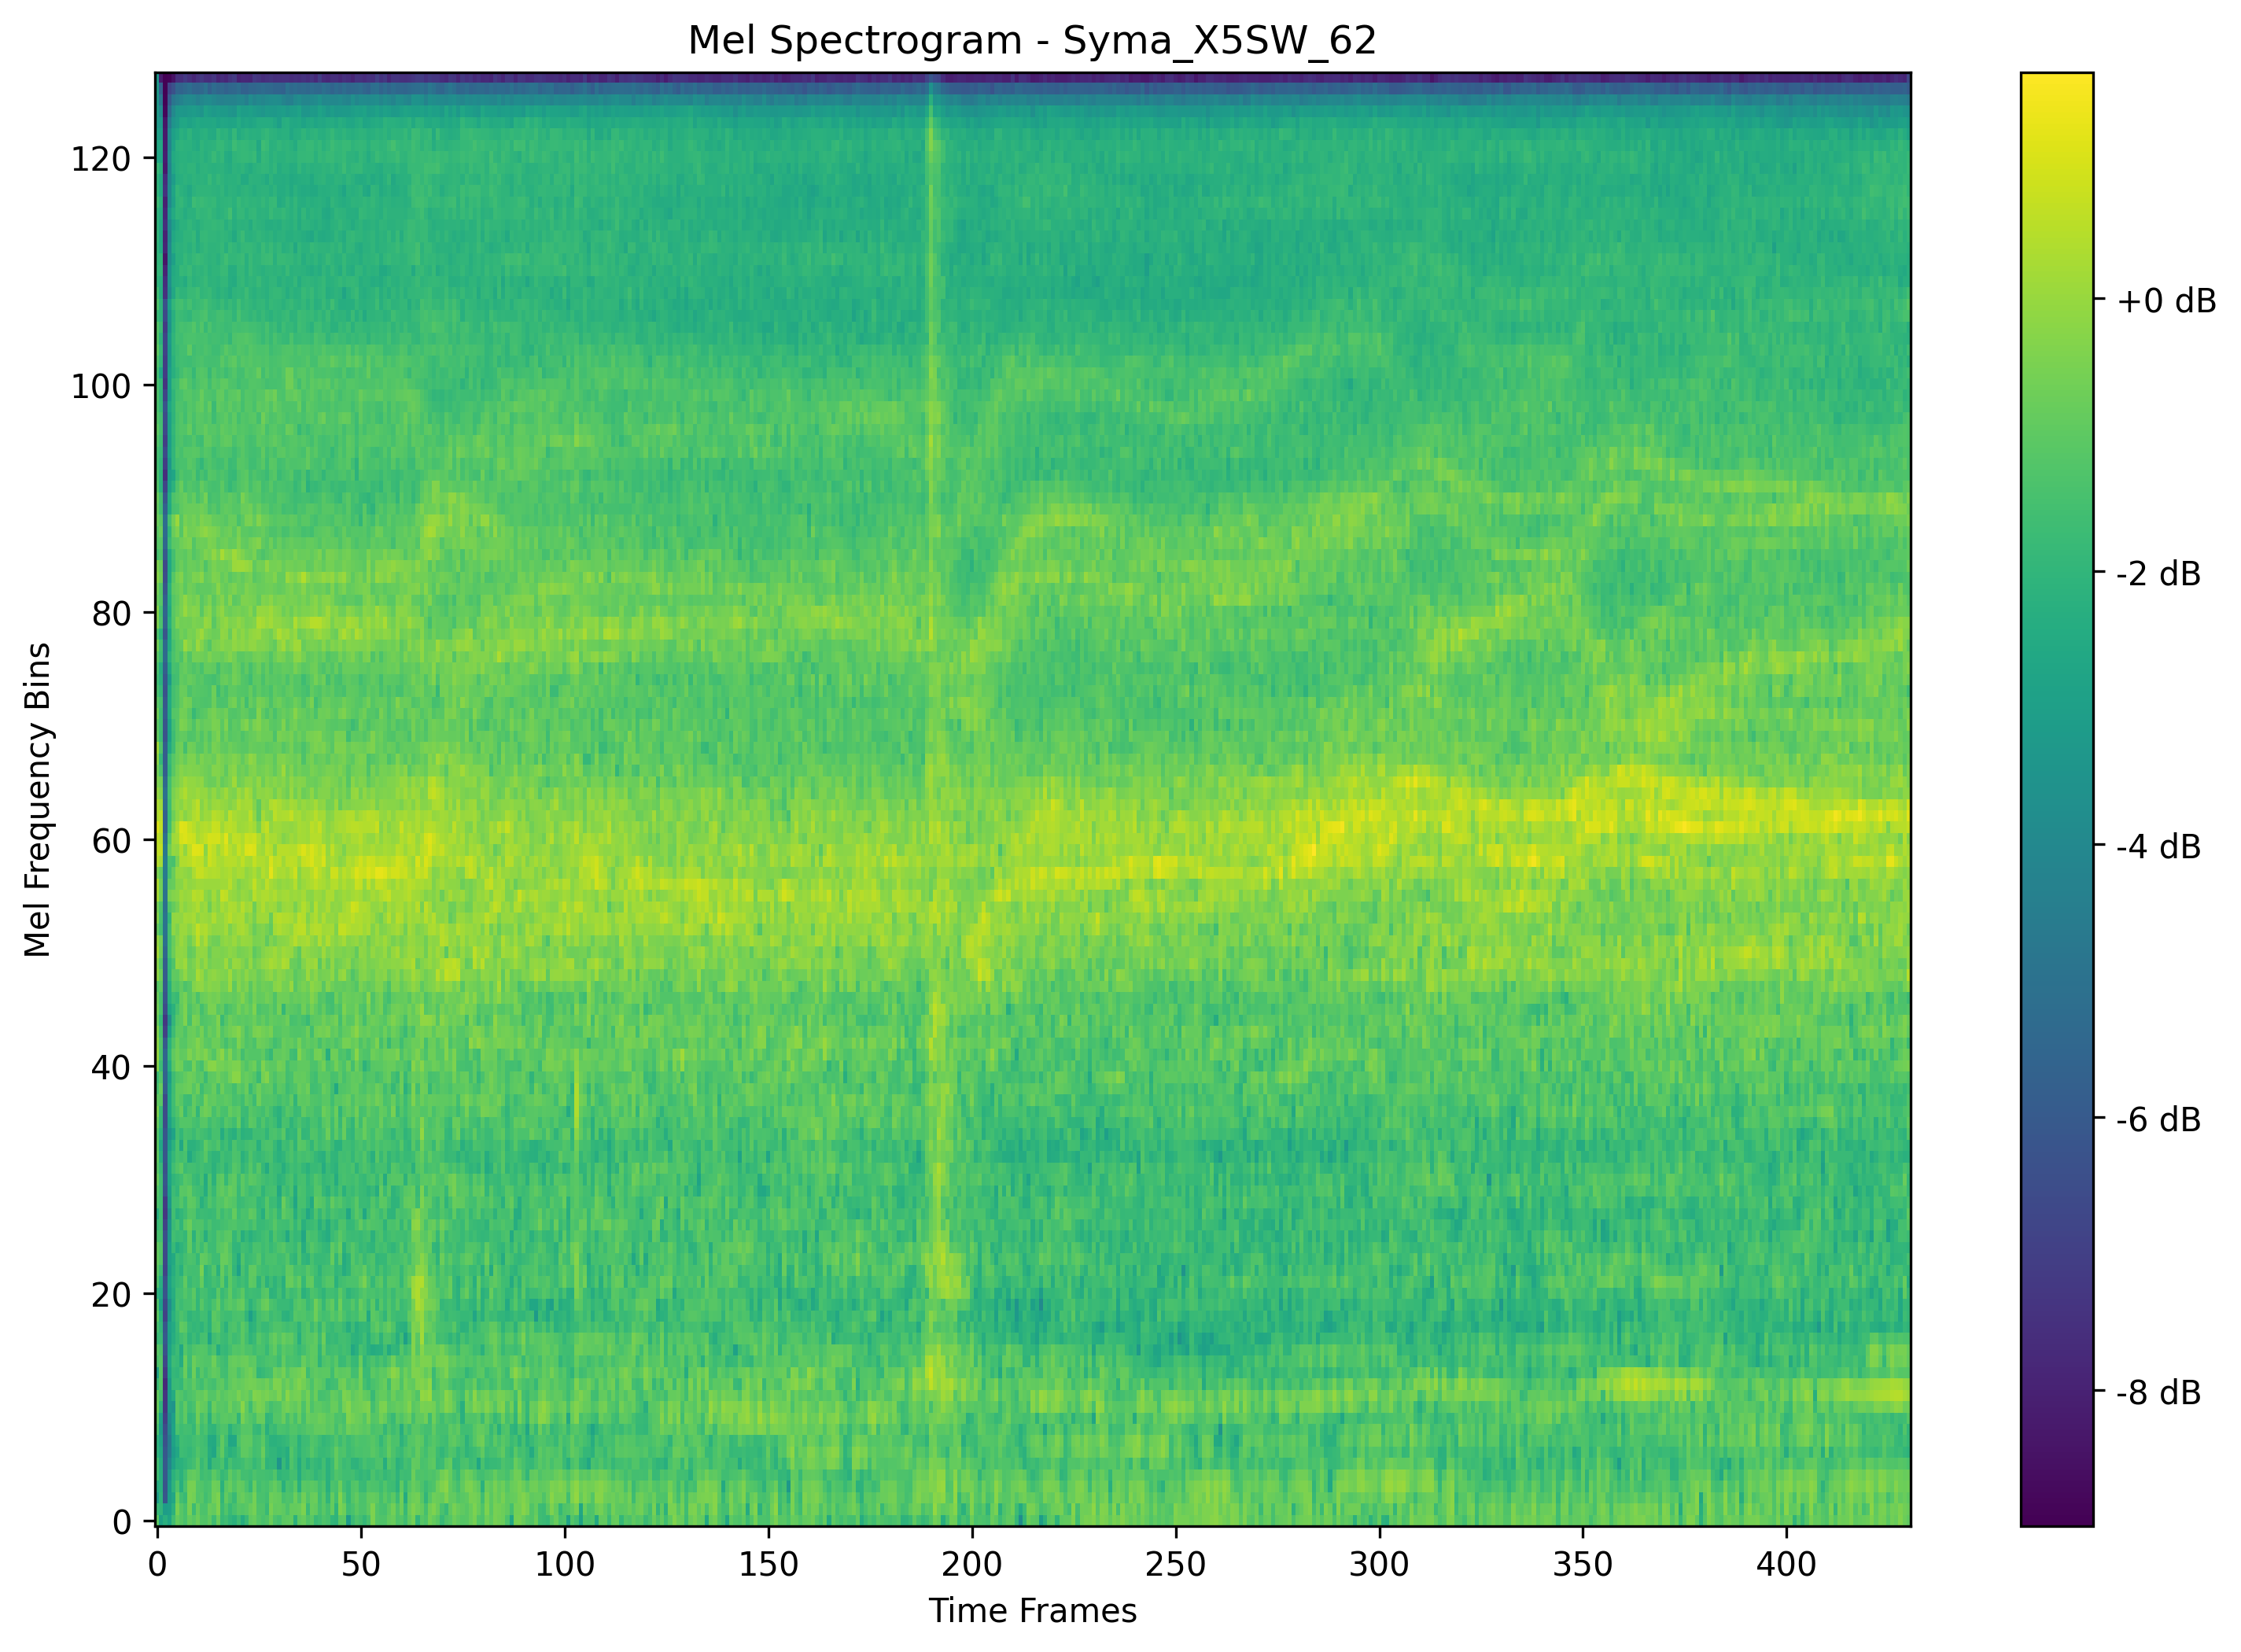 Mel Spectrogram - Syma_X5SW_62
Mel Frequency Bins
120
100
80
60
40
20
0
0 50 100 150 200 250 300 350 400
Time Frames
+0 dB
-2 dB
-4 dB
-6 dB
-8 dB